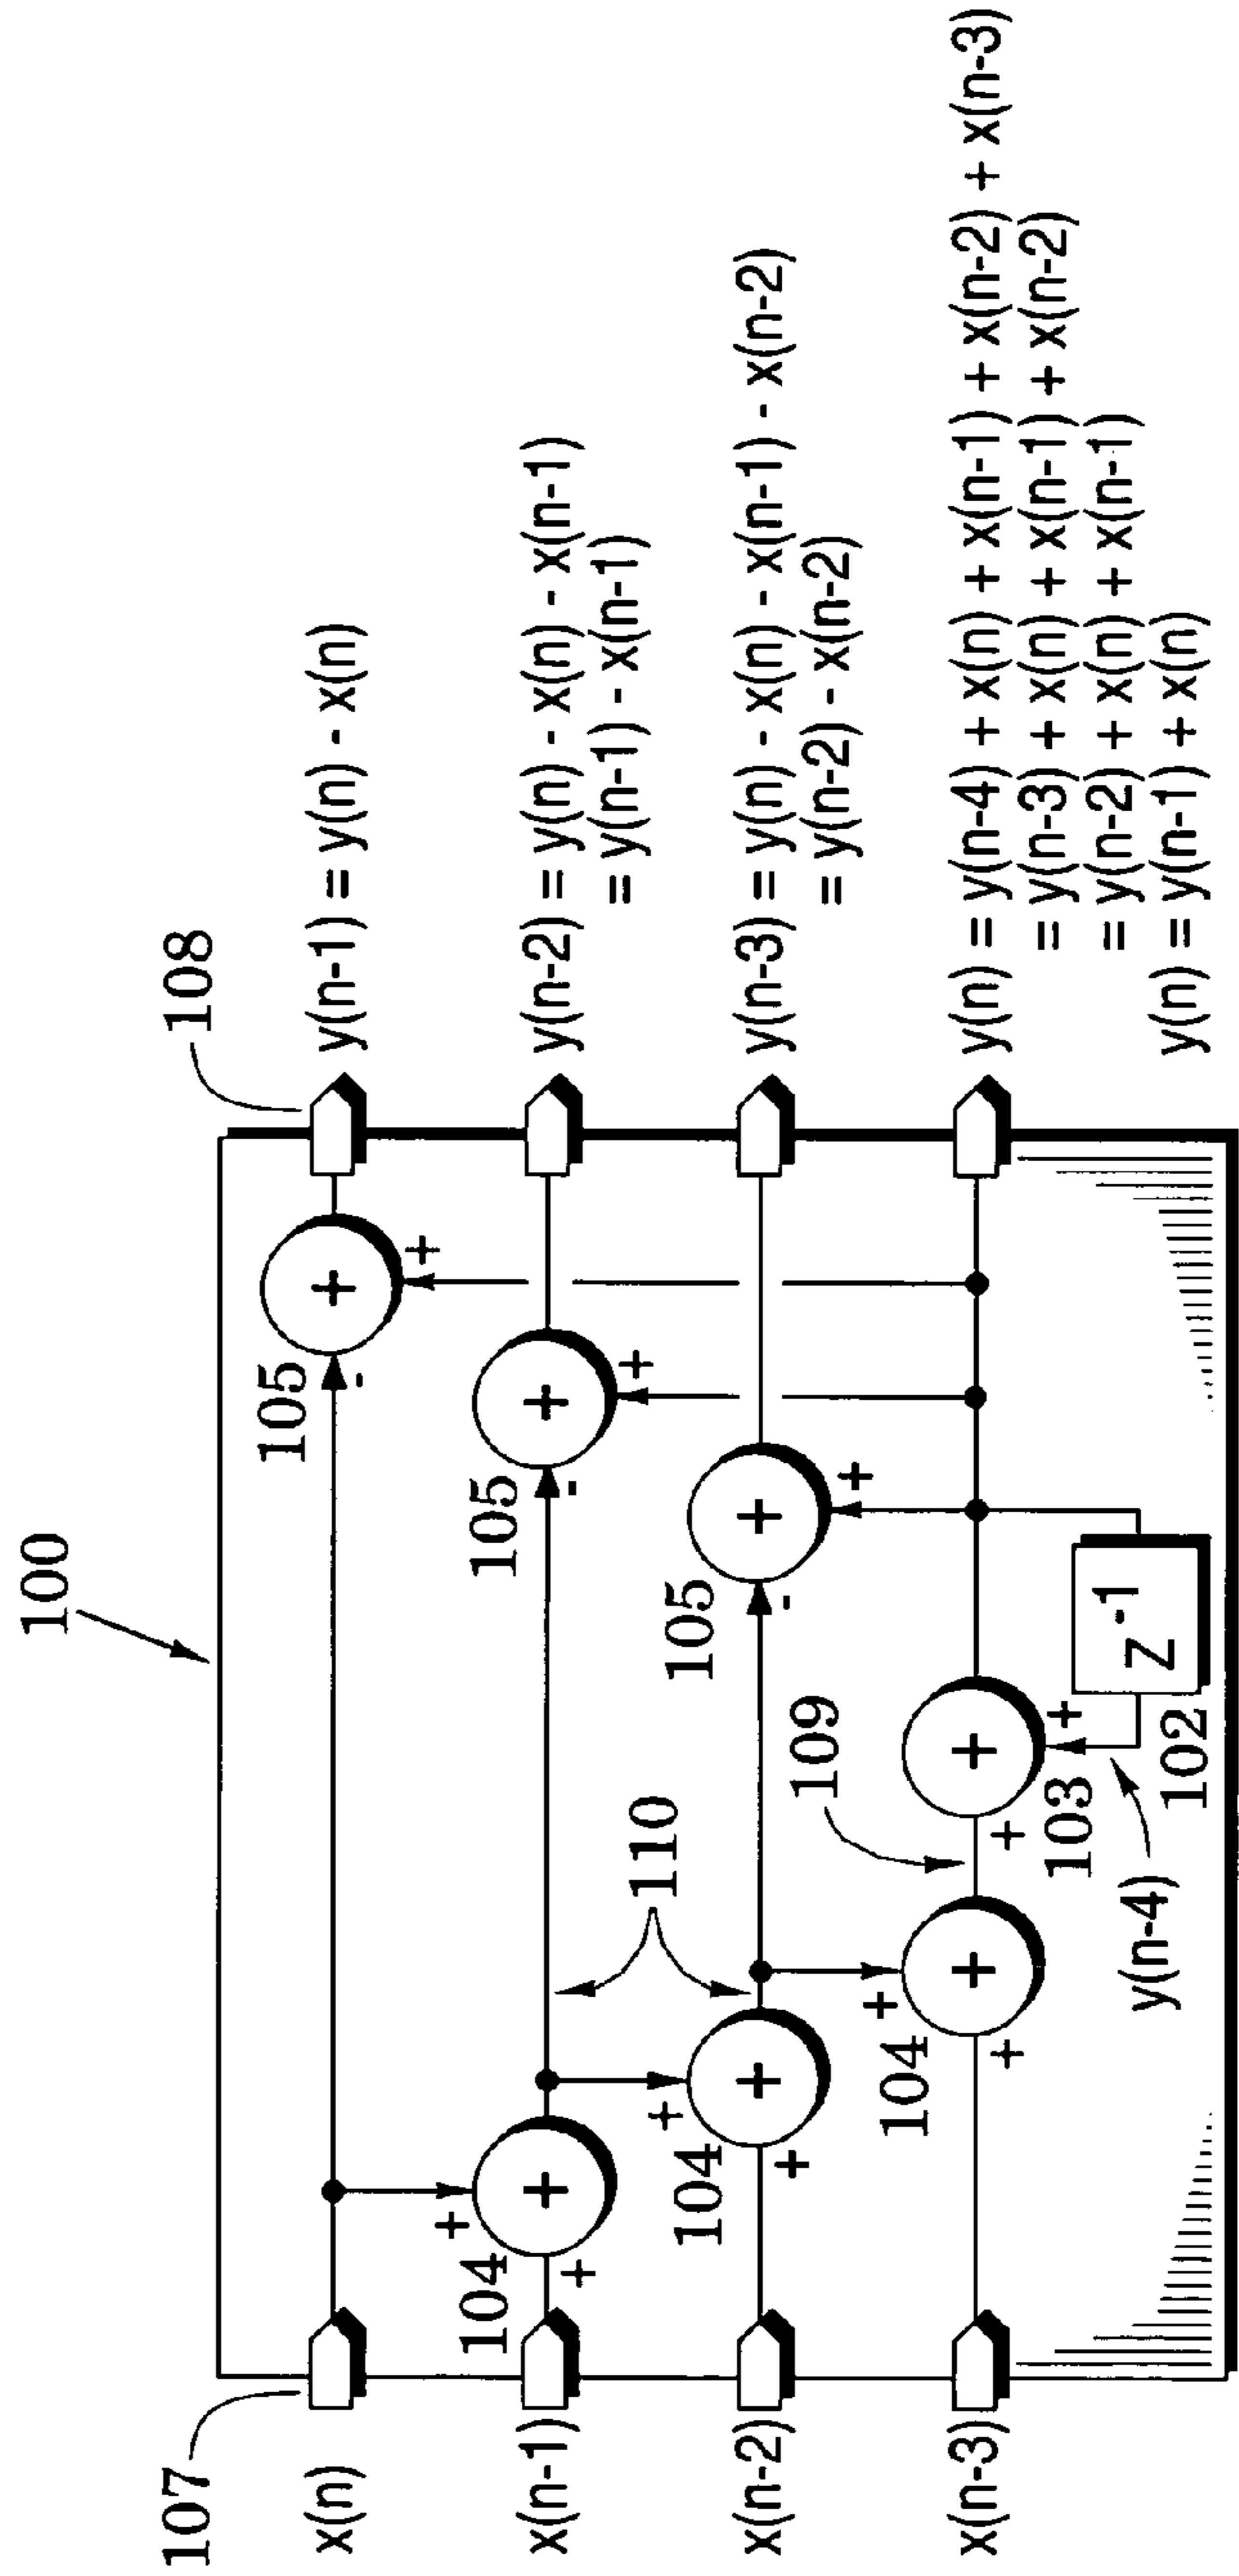 100
107
108
x(n)
105
y(n-1) = y(n) - x(n)
-
+
+
x(n-1)
104
+
+
+
110
105
-
+
+
y(n-2) = y(n) - x(n) - x(n-1)
= y(n-1) - x(n-1)
x(n-2)
104
+
+
+
105
-
+
+
y(n-3) = y(n) - x(n) - x(n-1) - x(n-2)
= y(n-2) - x(n-2)
x(n-3)
104
+
+
+
109
+
+
+
103
y(n-4)
102
Z⁻¹
y(n) = y(n-4) + x(n) + x(n-1) + x(n-2) + x(n-3)
= y(n-3) + x(n) + x(n-1) + x(n-2)
= y(n-2) + x(n) + x(n-1)
y(n) = y(n-1) + x(n)